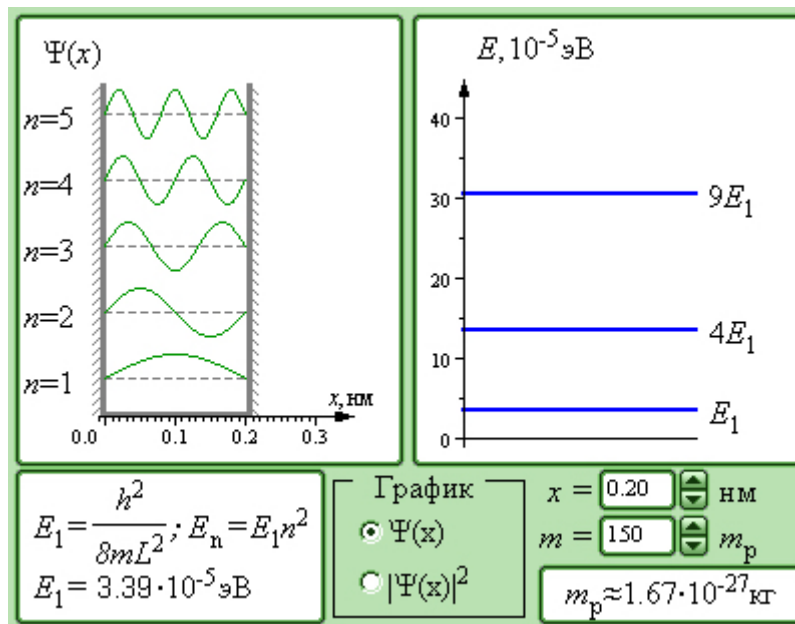 Ψ(x)
n=5
n=4
n=3
n=2
n=1
x, нм
0.0 0.1 0.2 0.3
E, 10⁻⁵ эВ
40
30
20
10
0
9E₁
4E₁
E₁
E₁= h²/8mL²; Eₙ=E₁n²
E₁= 3.39·10⁻⁵эВ
График
Ψ(x)
|Ψ(x)|²
x = 0.20 нм
m = 150 mₚ
mₚ≈1.67·10⁻²⁷кг